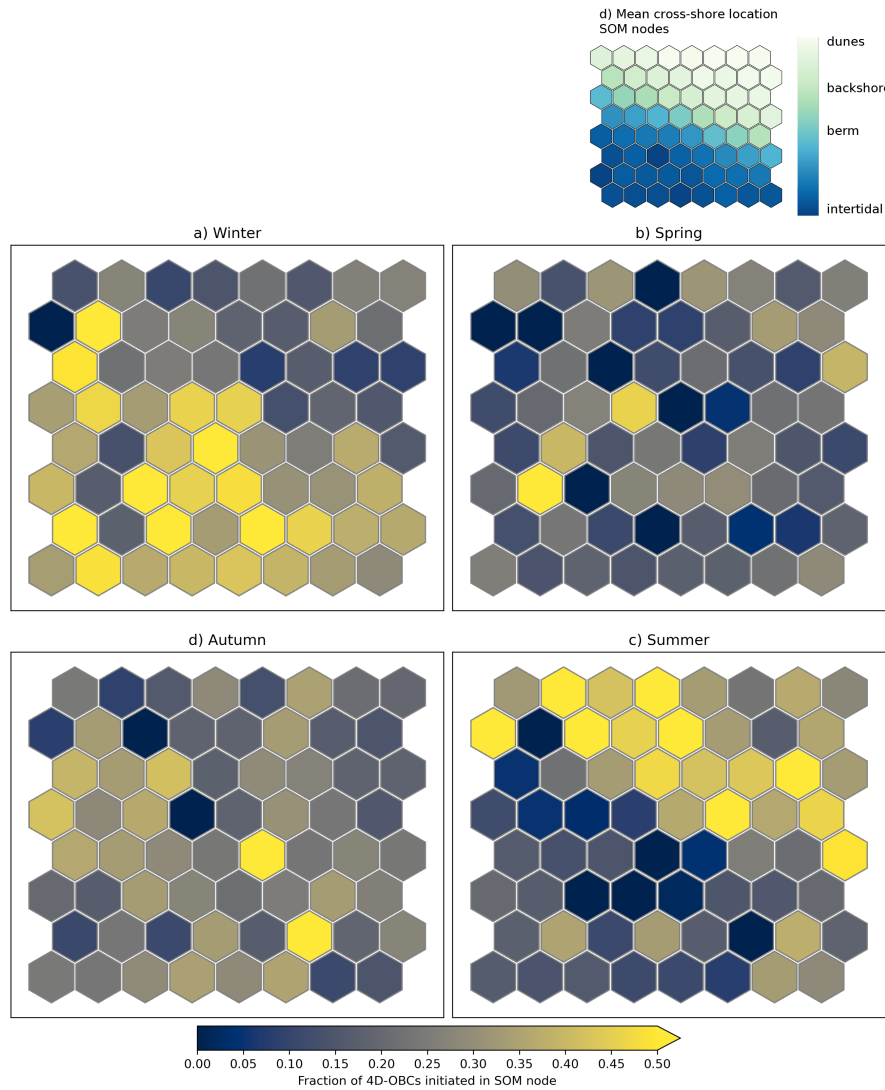 d) Mean cross-shore location
SOM nodes
dunes
backshore
berm
intertidal
a) Winter
b) Spring
d) Autumn
c) Summer
0.00 0.05 0.10 0.15 0.20 0.25 0.30 0.35 0.40 0.45 0.50
Fraction of 4D-OBCs initiated in SOM node